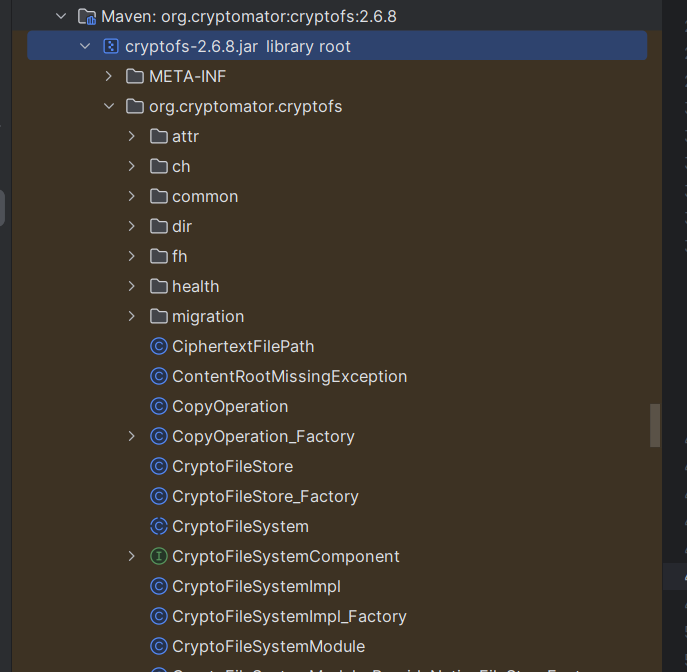 Maven: org.cryptomator:cryptofs:2.6.8
cryptofs-2.6.8.jar library root
META-INF
org.cryptomator.cryptofs
attr
ch
common
dir
fh
health
migration
CiphertextFilePath
ContentRootMissingException
CopyOperation
CopyOperation_Factory
CryptoFileStore
CryptoFileStore_Factory
CryptoFileSystem
CryptoFileSystemComponent
CryptoFileSystemImpl
CryptoFileSystemImpl_Factory
CryptoFileSystemModule